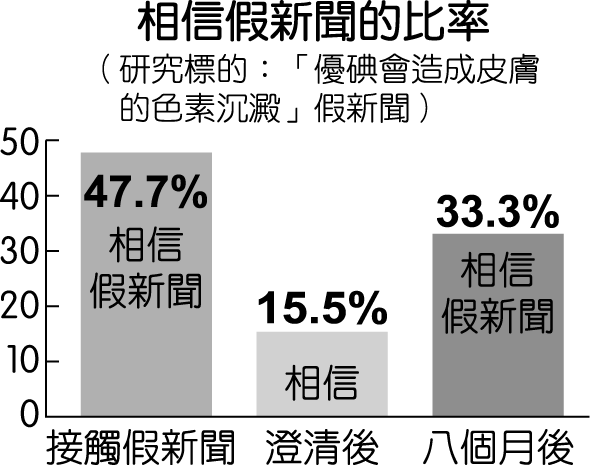 相信假新聞的比率
（研究標的：「優碘會造成皮膚
的色素沉澱」假新聞）
50
40
30
20
10
0
47.7%
相信
假新聞
15.5%
相信
33.3%
相信
假新聞
接觸假新聞
澄清後
八個月後